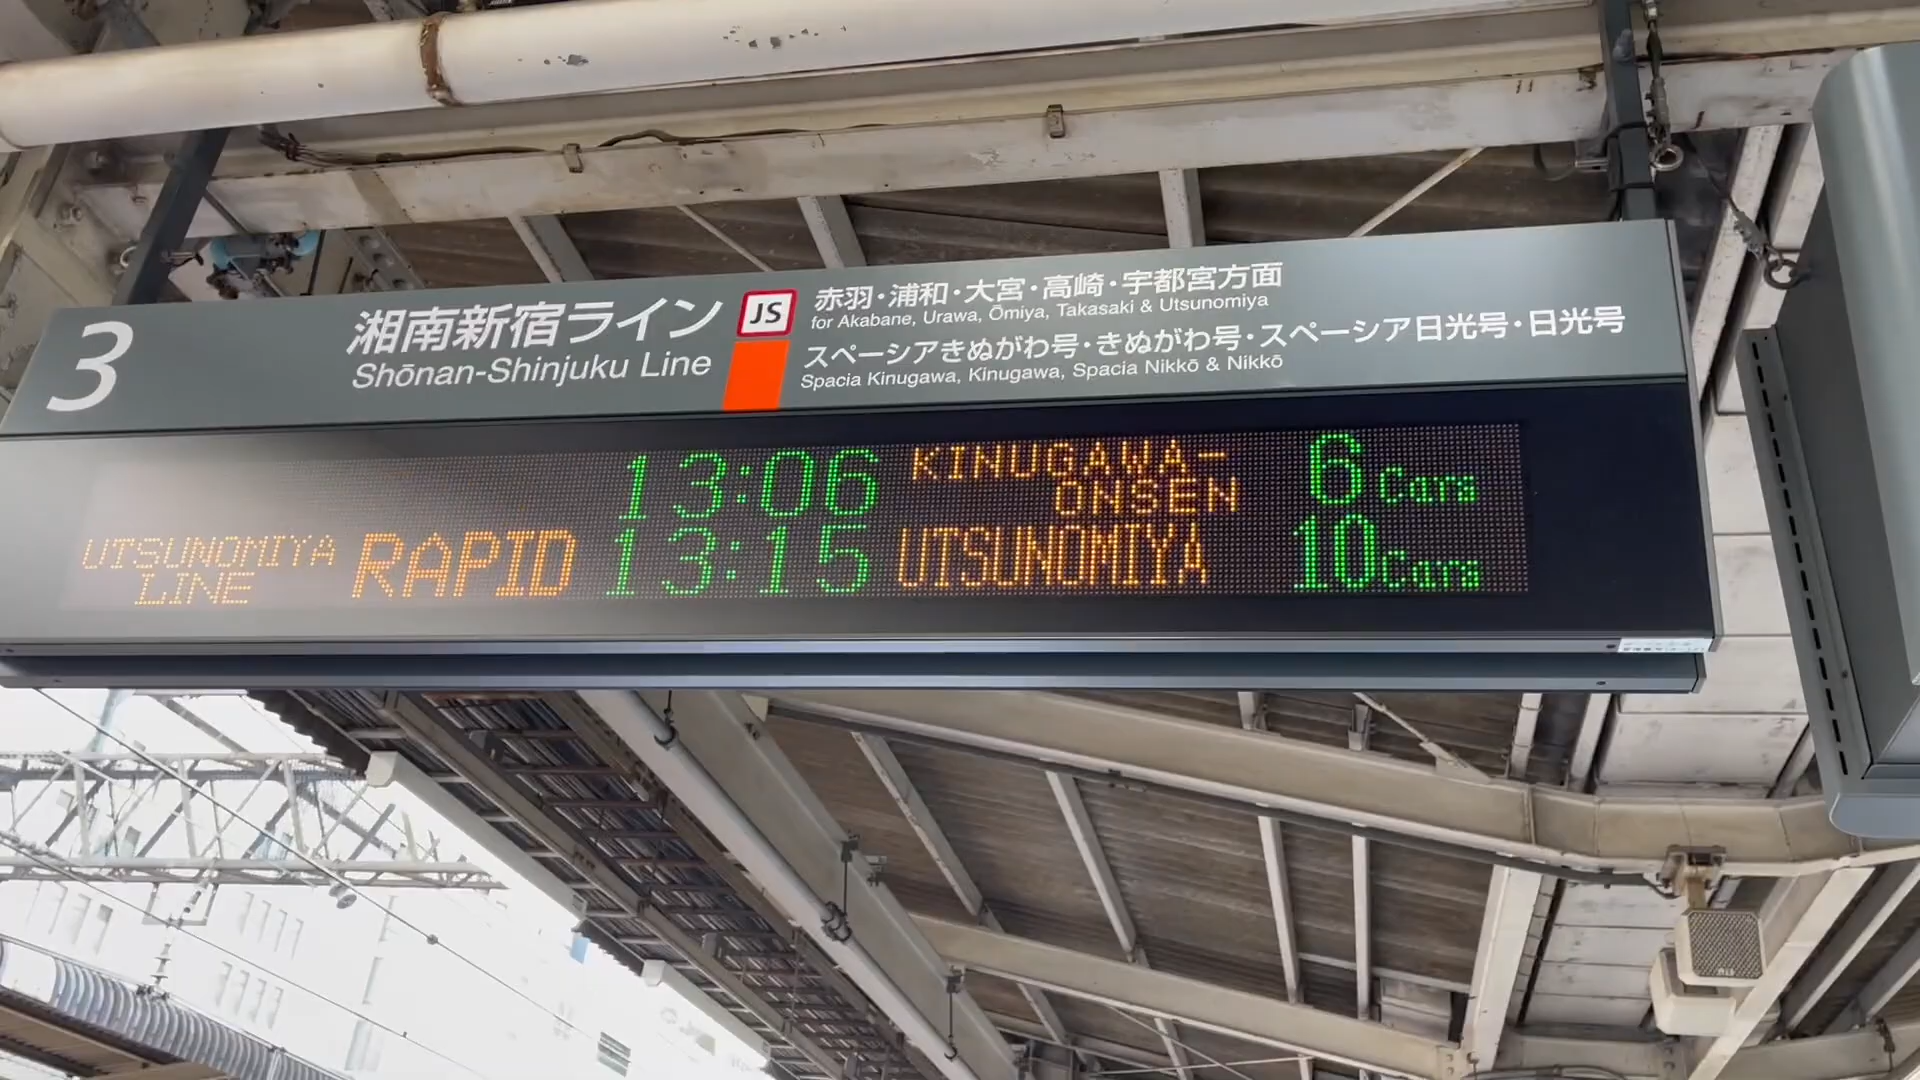 3
湘南新宿ライン
Shōnan-Shinjuku Line
JS
赤羽・浦和・大宮・高崎・宇都宮方面
for Akabane, Urawa, Ōmiya, Takasaki & Utsunomiya
スペーシアきぬがわ号・きぬがわ号・スペーシア日光号・日光号
Spacia Kinugawa, Kinugawa, Spacia Nikkō & Nikkō
13:06 KINUGAWA-ONSEN 6 Cars
UTSUNOMIYA LINE RAPID 13:15 UTSUNOMIYA 10 Cars